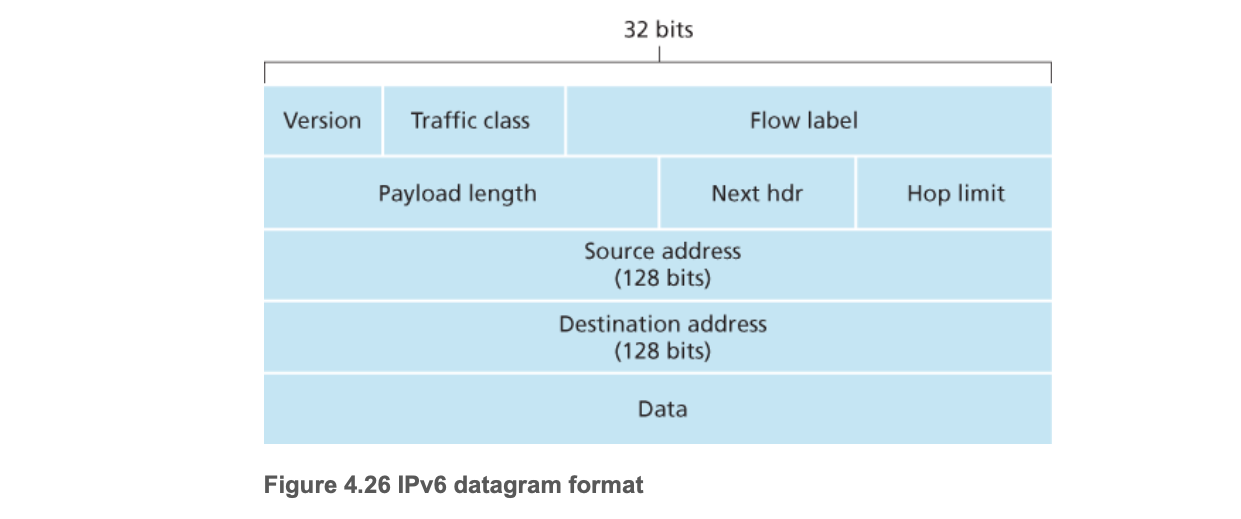 32 bits
Version Traffic class Flow label
Payload length Next hdr Hop limit
Source address
(128 bits)
Destination address
(128 bits)
Data
Figure 4.26 IPv6 datagram format